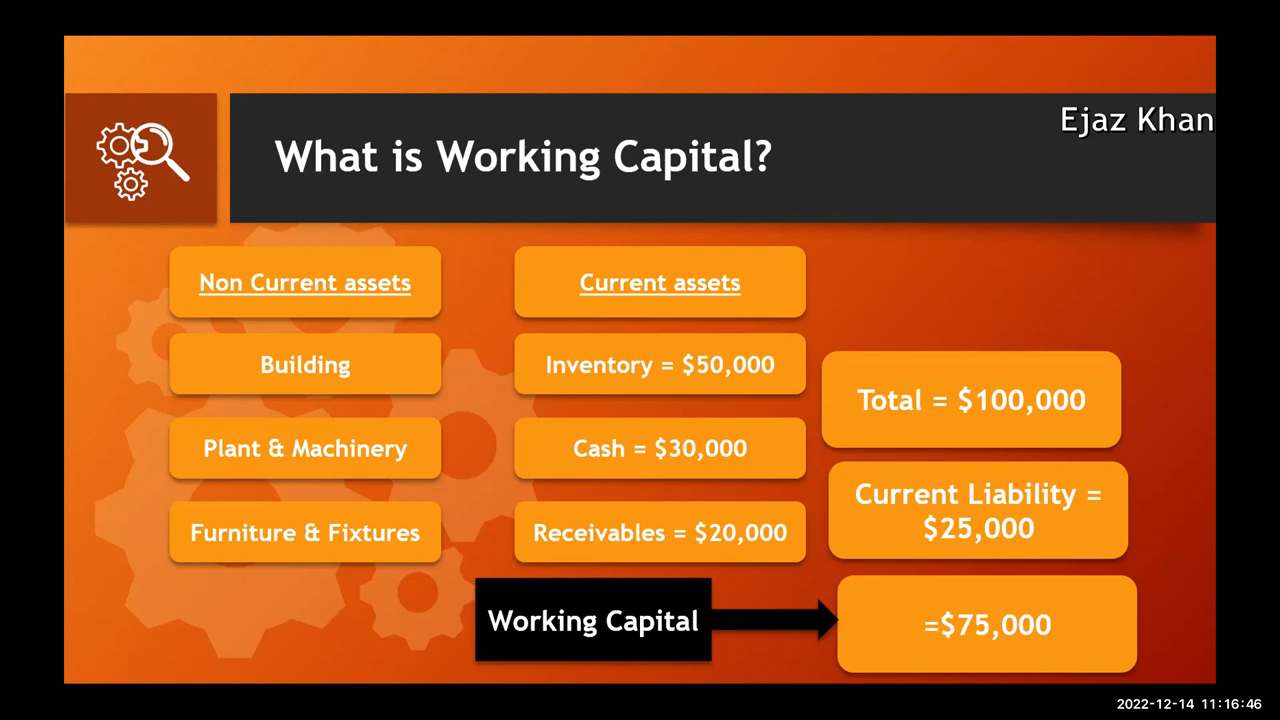 Ejaz Khan
What is Working Capital?
Non Current assets
Current assets
Building
Inventory = $50,000
Total = $100,000
Plant & Machinery
Cash = $30,000
Current Liability =
$25,000
Furniture & Fixtures
Receivables = $20,000
Working Capital
=$75,000
2022-12-14 11:16:46